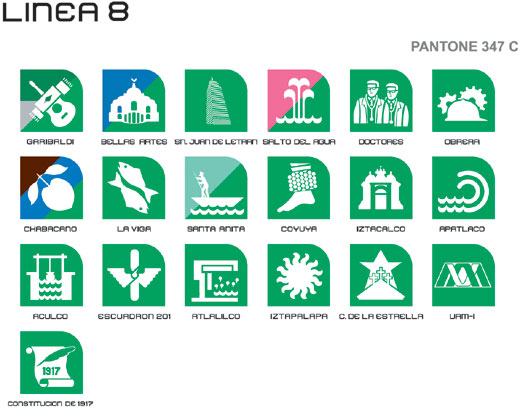 LINEA 8
PANTONE 347 C
GARIBALDI BELLAS ARTES SN. JUAN DE LETRAN SALTO DEL AGUA DOCTORES OBRERA
CHABACANO LA VIGA SANTA ANITA COYUYA IZTACALCO APATLACO
ACULCO ESCUADRON 201 ATLALILCO IZTAPALAPA C. DE LA ESTRELLA UAM-I
1917
CONSTITUCION DE 1917